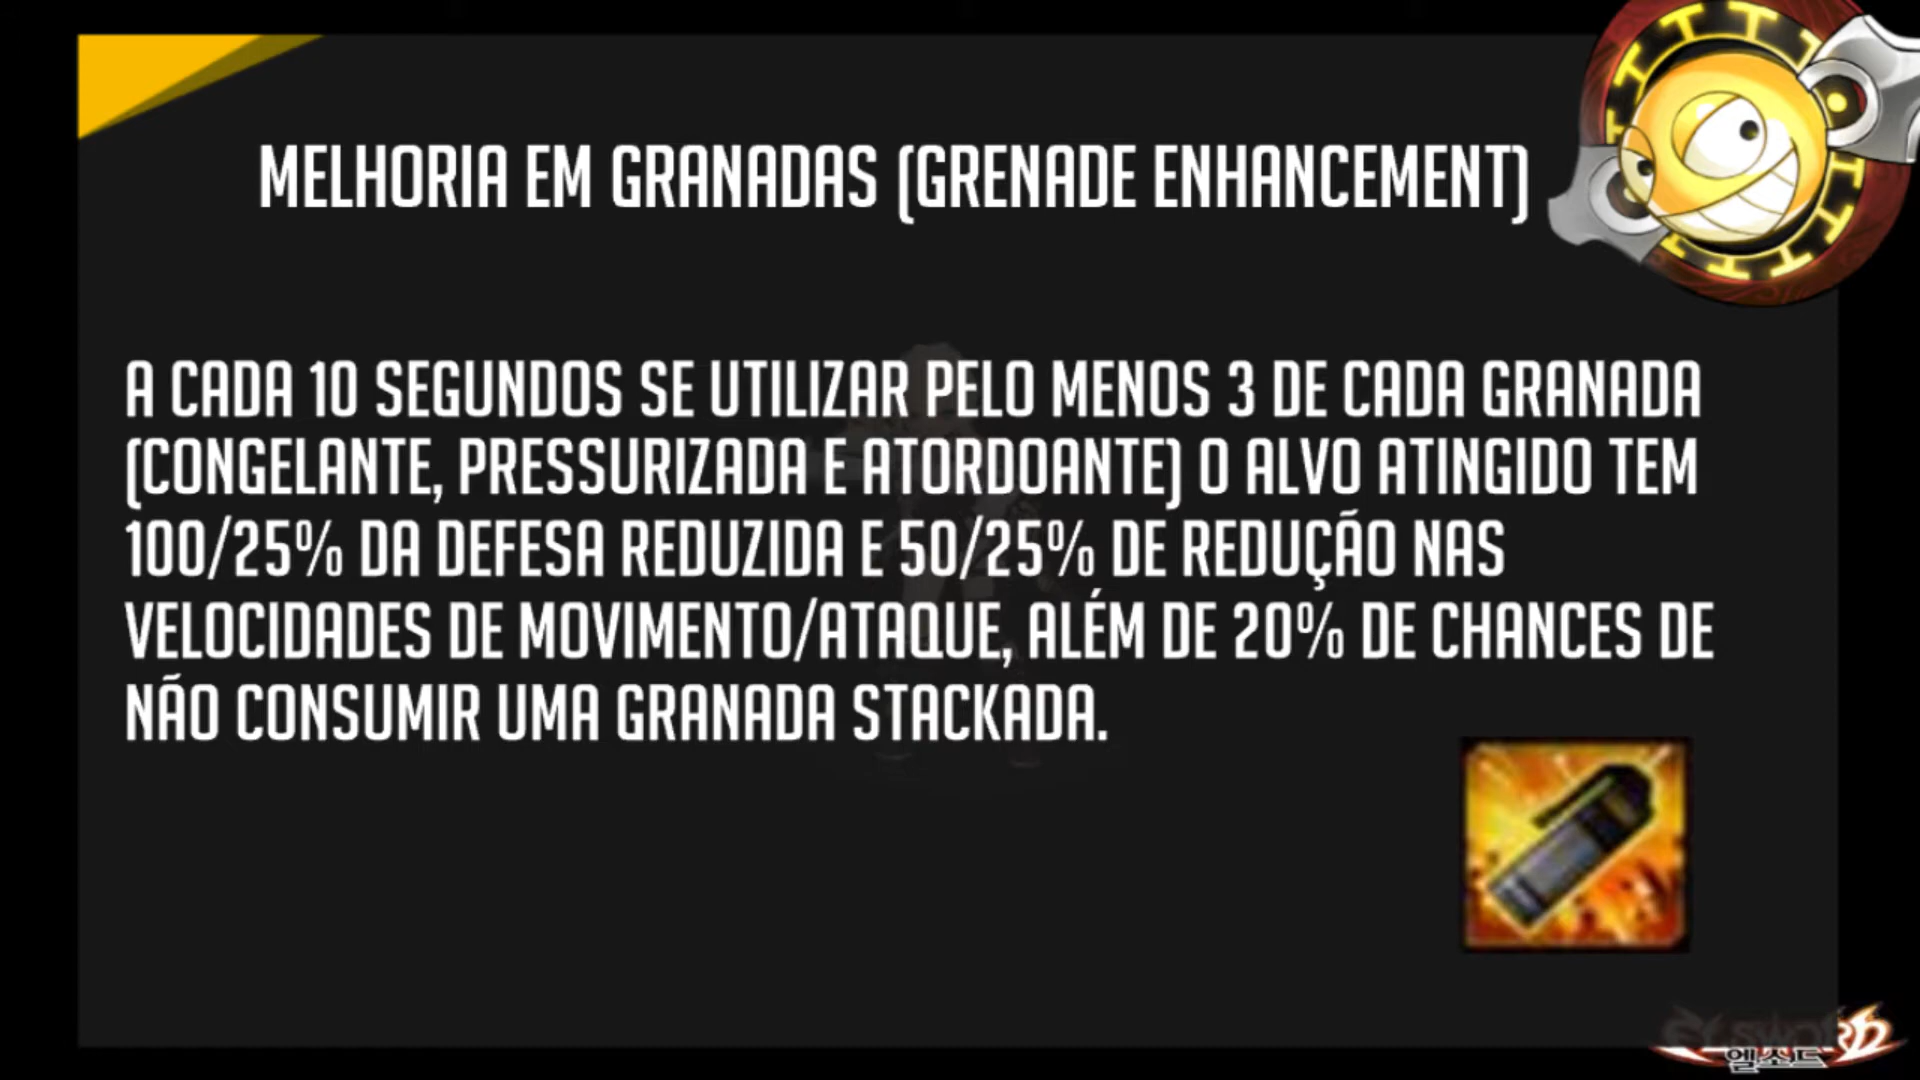 MELHORIA EM GRANADAS (GRENADE ENHANCEMENT)
A CADA 10 SEGUNDOS SE UTILIZAR PELO MENOS 3 DE CADA GRANADA
(CONGELANTE, PRESSURIZADA E ATORDOANTE) O ALVO ATINGIDO TEM
100/25% DA DEFESA REDUZIDA E 50/25% DE REDUÇÃO NAS
VELOCIDADES DE MOVIMENTO/ATAQUE, ALÉM DE 20% DE CHANCES DE
NÃO CONSUMIR UMA GRANADA STACKADA.
ELSWORD
엘소드